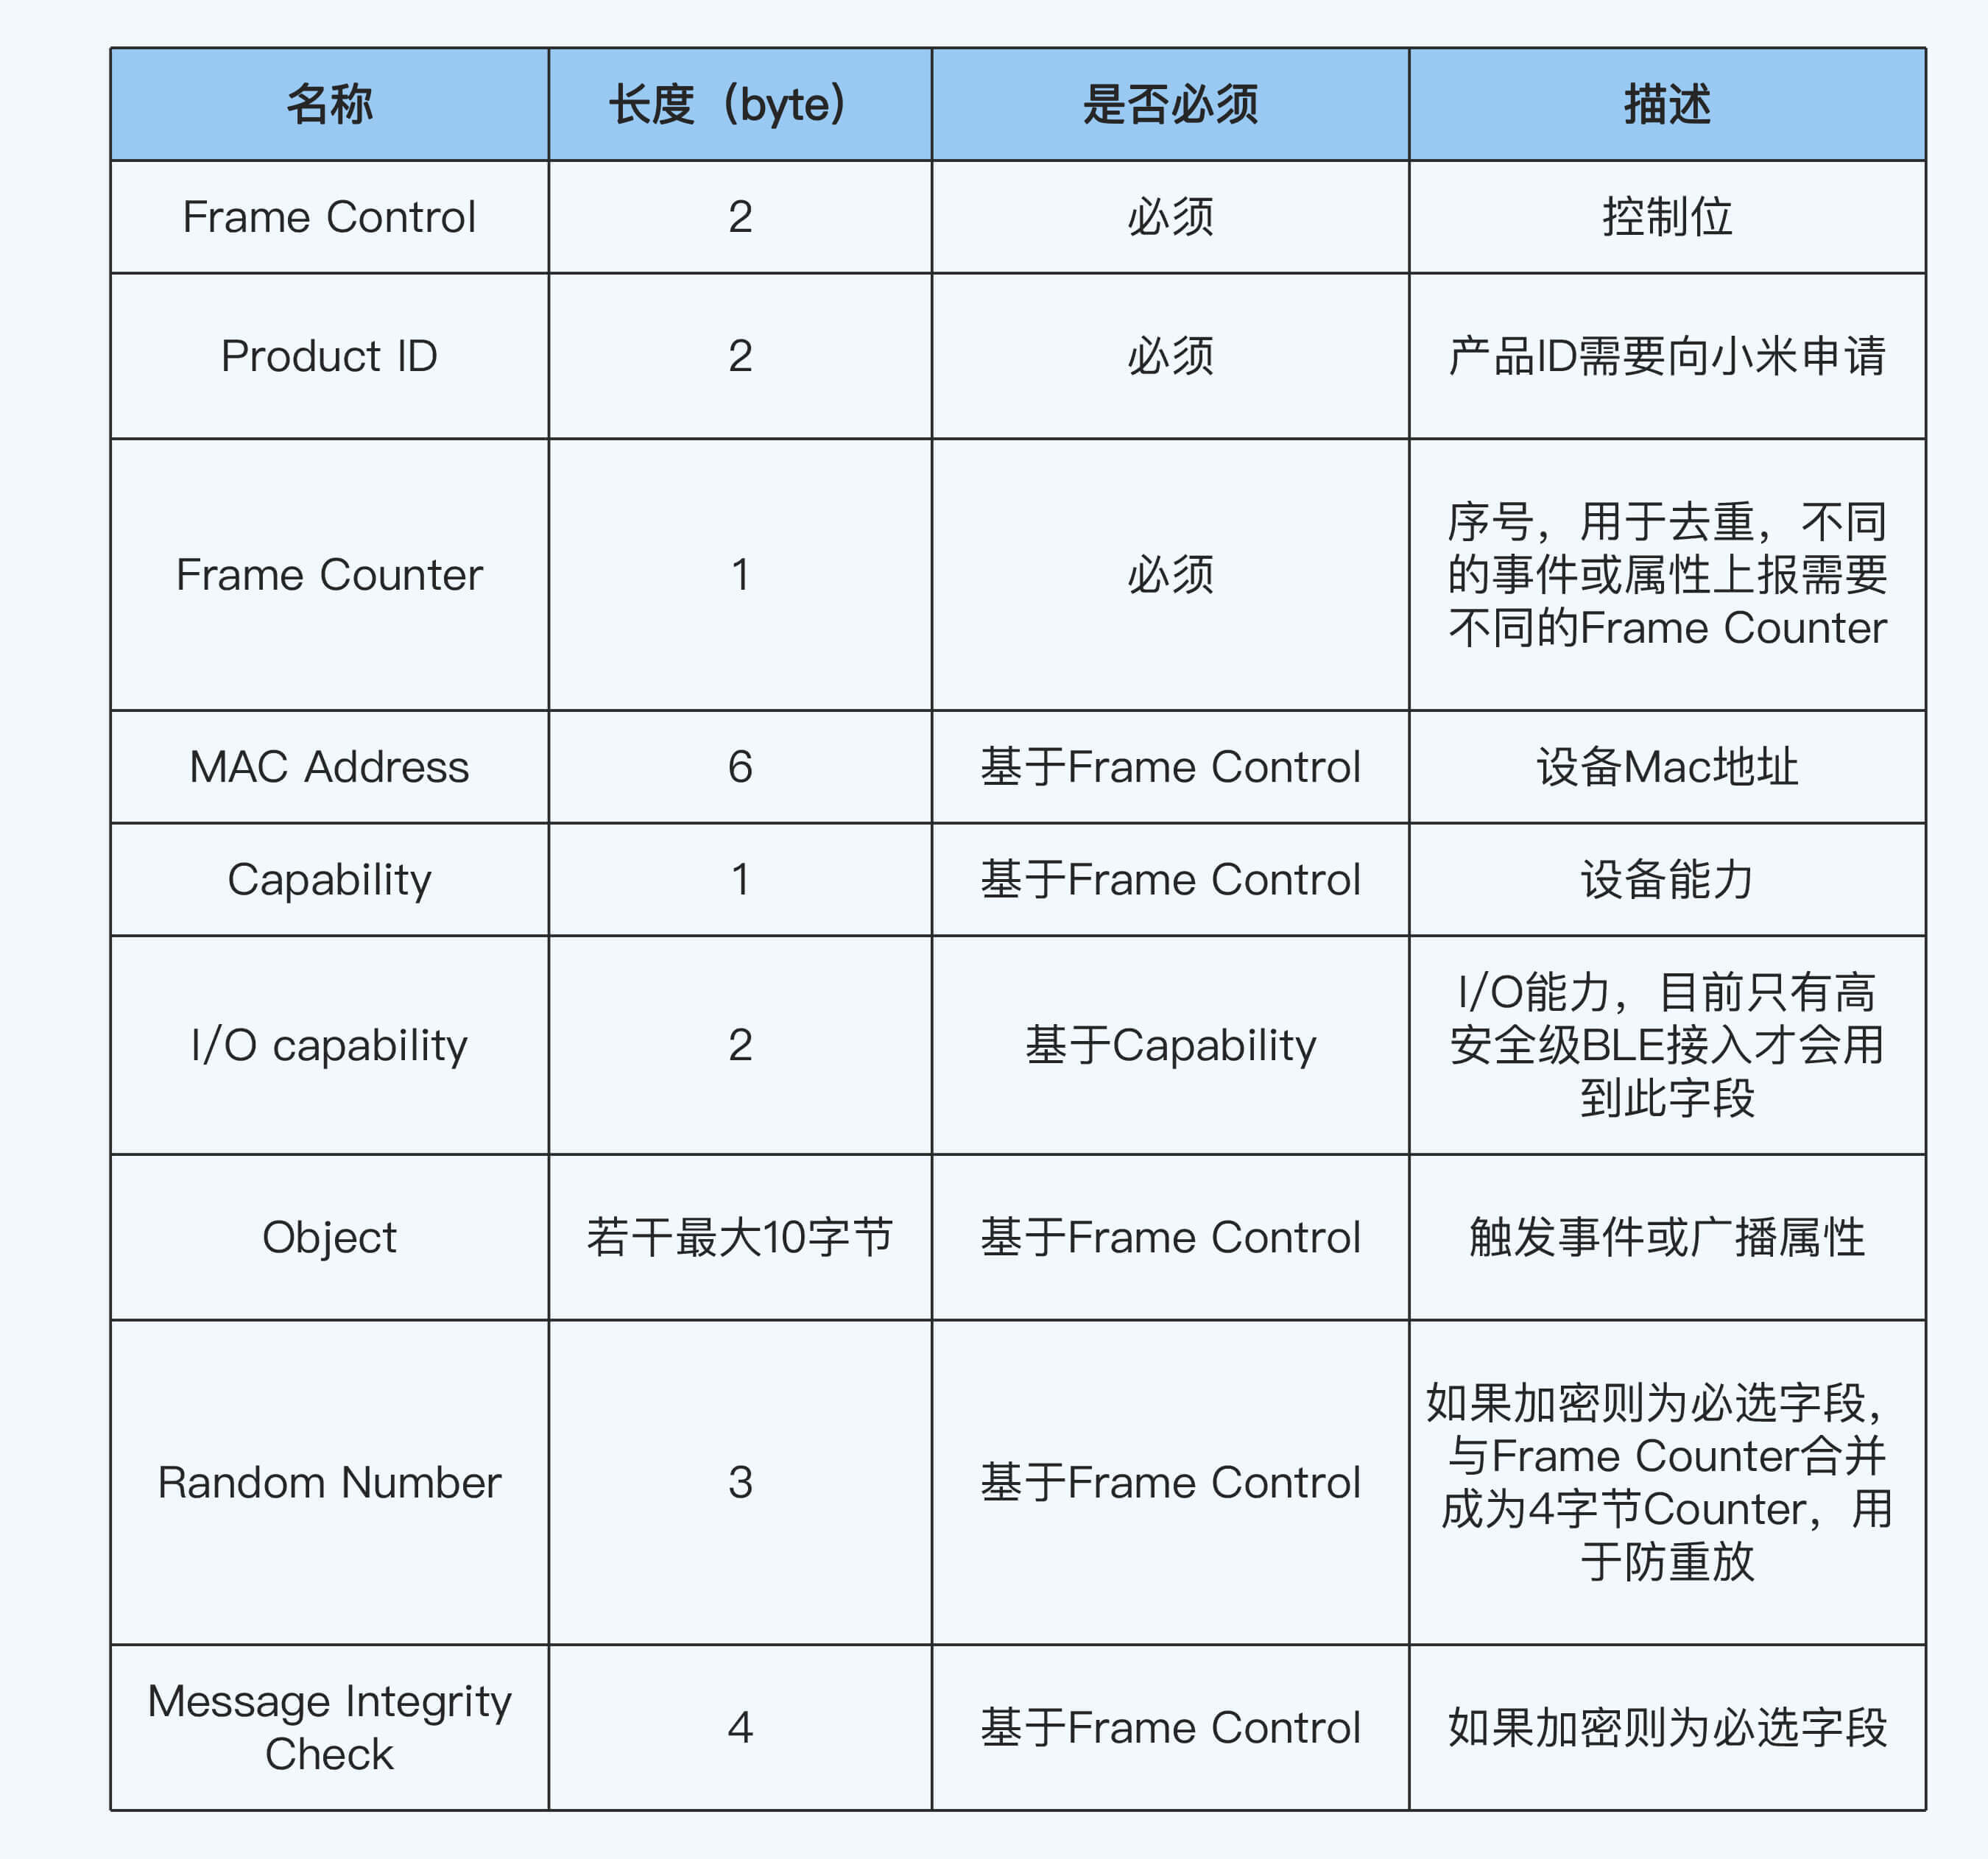 名称 长度（byte） 是否必须 描述
Frame Control 2 必须 控制位
Product ID 2 必须 产品ID需要向小米申请
Frame Counter 1 必须 序号，用于去重，不同
的事件或属性上报需要
不同的Frame Counter
MAC Address 6 基于Frame Control 设备Mac地址
Capability 1 基于Frame Control 设备能力
I/O capability 2 基于Capability I/O能力，目前只有高
安全级BLE接入才会用
到此字段
Object 若干最大10字节 基于Frame Control 触发事件或广播属性
Random Number 3 基于Frame Control 如果加密则为必选字段，
与Frame Counter合并
成为4字节Counter，用
于防重放
Message Integrity
Check 4 基于Frame Control 如果加密则为必选字段